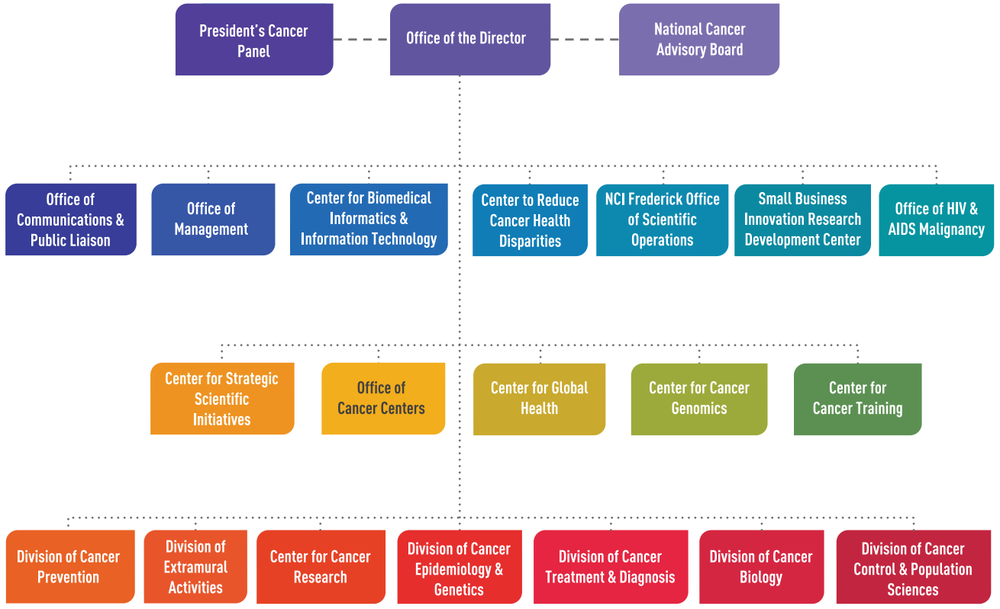 President's Cancer
Panel
Office of the Director
National Cancer
Advisory Board
Office of
Communications &
Public Liaison
Office of
Management
Center for Biomedical
Informatics &
Information Technology
Center to Reduce
Cancer Health
Disparities
NCI Frederick Office
of Scientific
Operations
Small Business
Innovation Research
Development Center
Office of HIV &
AIDS Malignancy
Center for Strategic
Scientific
Initiatives
Office of
Cancer Centers
Center for Global
Health
Center for Cancer
Genomics
Center for
Cancer Training
Division of Cancer
Prevention
Division of
Extramural
Activities
Center for Cancer
Research
Division of Cancer
Epidemiology &
Genetics
Division of Cancer
Treatment & Diagnosis
Division of Cancer
Biology
Division of Cancer
Control & Population
Sciences